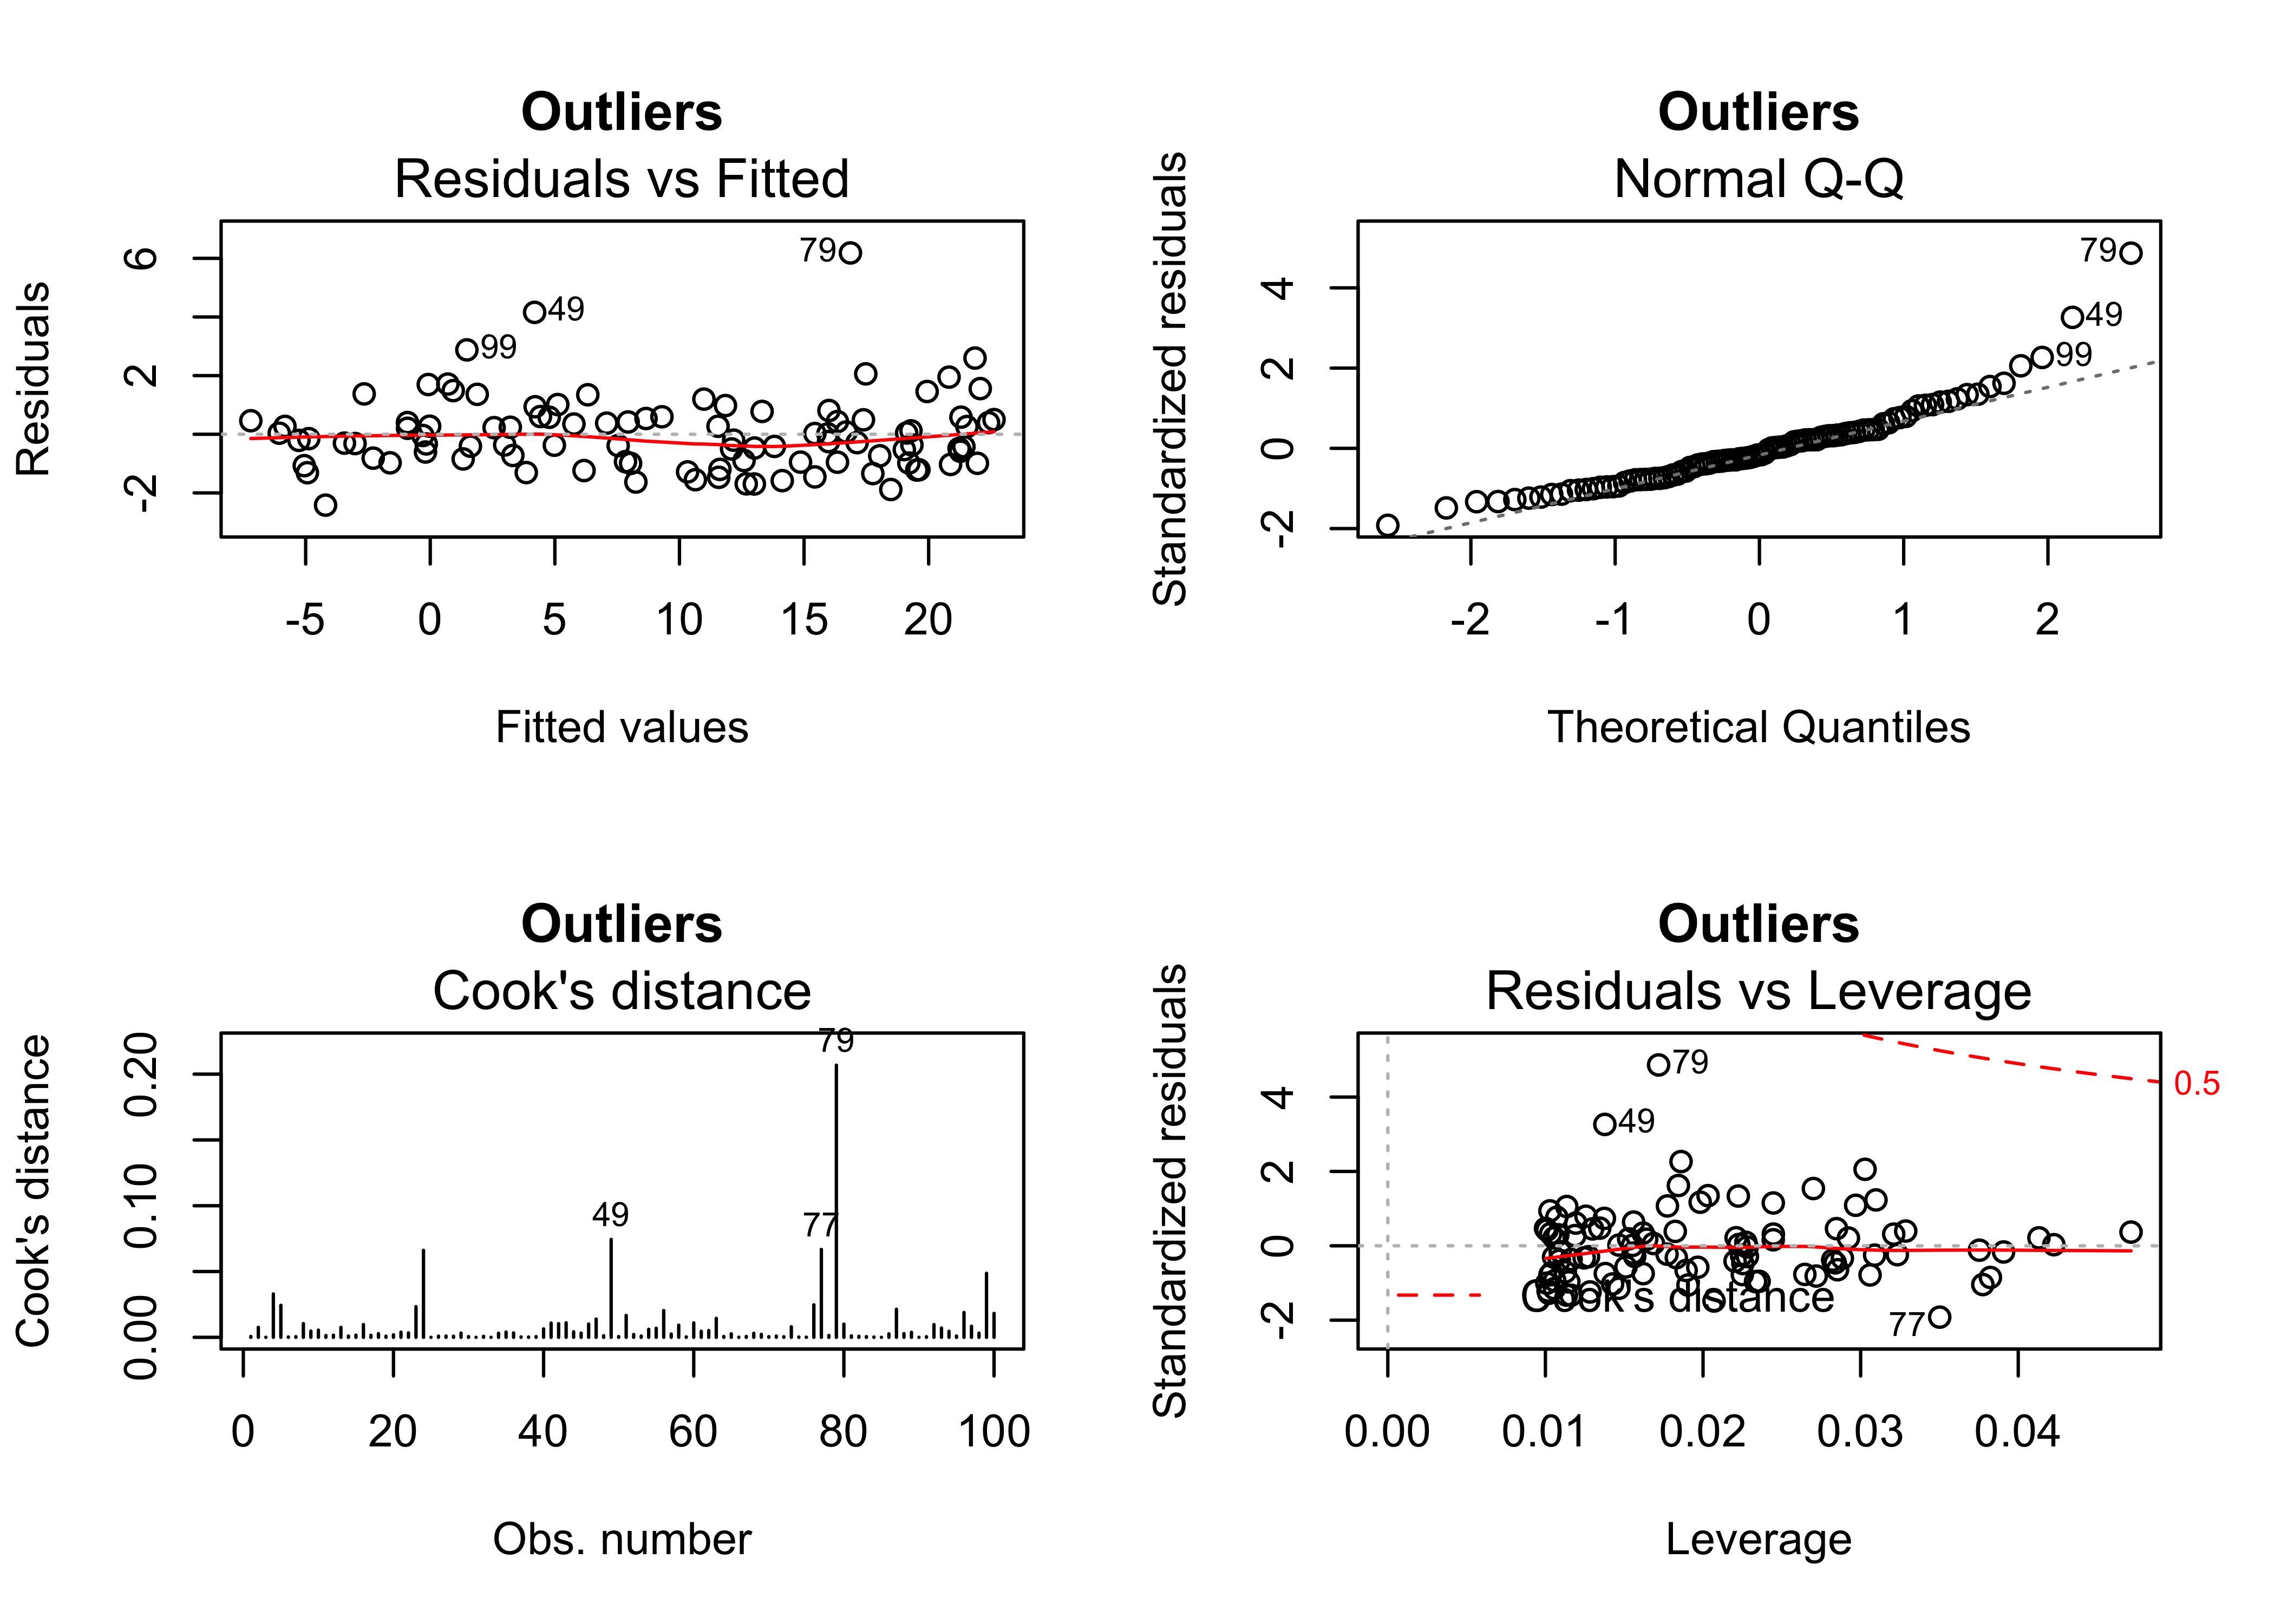 Outliers
Residuals vs Fitted
Residuals
-2
2
6
79
49
99
-5
0
5
10
15
20
Fitted values
Outliers
Normal Q-Q
Standardized residuals
-2
0
2
4
79
49
99
-2
-1
0
1
2
Theoretical Quantiles
Outliers
Cook's distance
Cook's distance
0.00
0.10
0.20
79
49
77
0
20
40
60
80
100
Obs. number
Outliers
Residuals vs Leverage
Standardized residuals
-2
0
2
4
79
49
0.5
Cook's distance
77
0.00
0.01
0.02
0.03
0.04
Leverage